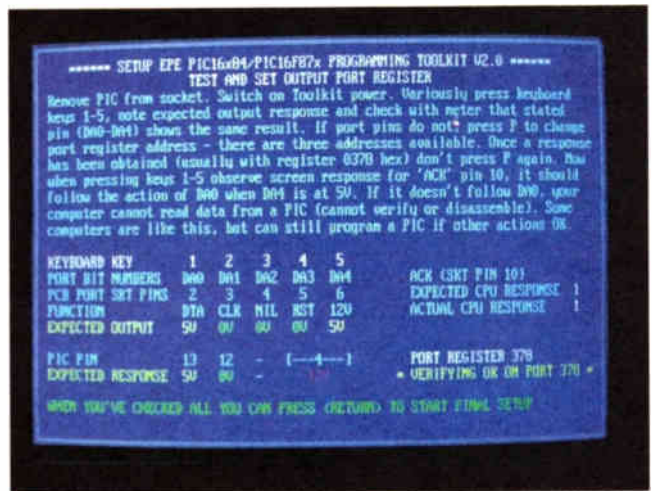 ====== SETUP EPE PIC16x84/PIC16F87x PROGRAMMING TOOLKIT V2.0 ======
TEST AND SET OUTPUT PORT REGISTER
Remove PIC from socket. Switch on Toolkit power. Variously press keyboard
keys 1-5, note expected output response and check with meter that stated
pin (DA0-DA4) shows the same result. If port pins do not press P to change
port register address - there are three addresses available. Once a response
has been obtained (usually with register 0378 hex) don't press P again. Now
when pressing keys 1-5 observe screen response for "ACK" pin 10, it should
follow the action of DA0 when DA4 is at 5V. If it doesn't follow DA0, your
computer cannot read data from a PIC (cannot verify or disassemble). Some
computers are like this, but can still program a PIC if other actions OK.
KEYBOARD KEY 1 2 3 4 5
PORT BIT NUMBERS DA0 DA1 DA2 DA3 DA4 ACK (SKT PIN 10)
PCB PORT SKT PINS 2 3 4 5 6 EXPECTED CPU RESPONSE 1
FUNCTION DTA CLK NIL RST 12V ACTUAL CPU RESPONSE 1
EXPECTED OUTPUT 5V 0V 0V 0V 5V
PIC PIN 13 12 - [---4---] PORT REGISTER 378
EXPECTED RESPONSE 5V 0V - * VERIFYING OK ON PORT 378 *
WHEN YOU'VE CHECKED ALL YOU CAN PRESS (RETURN) TO START FINAL SETUP